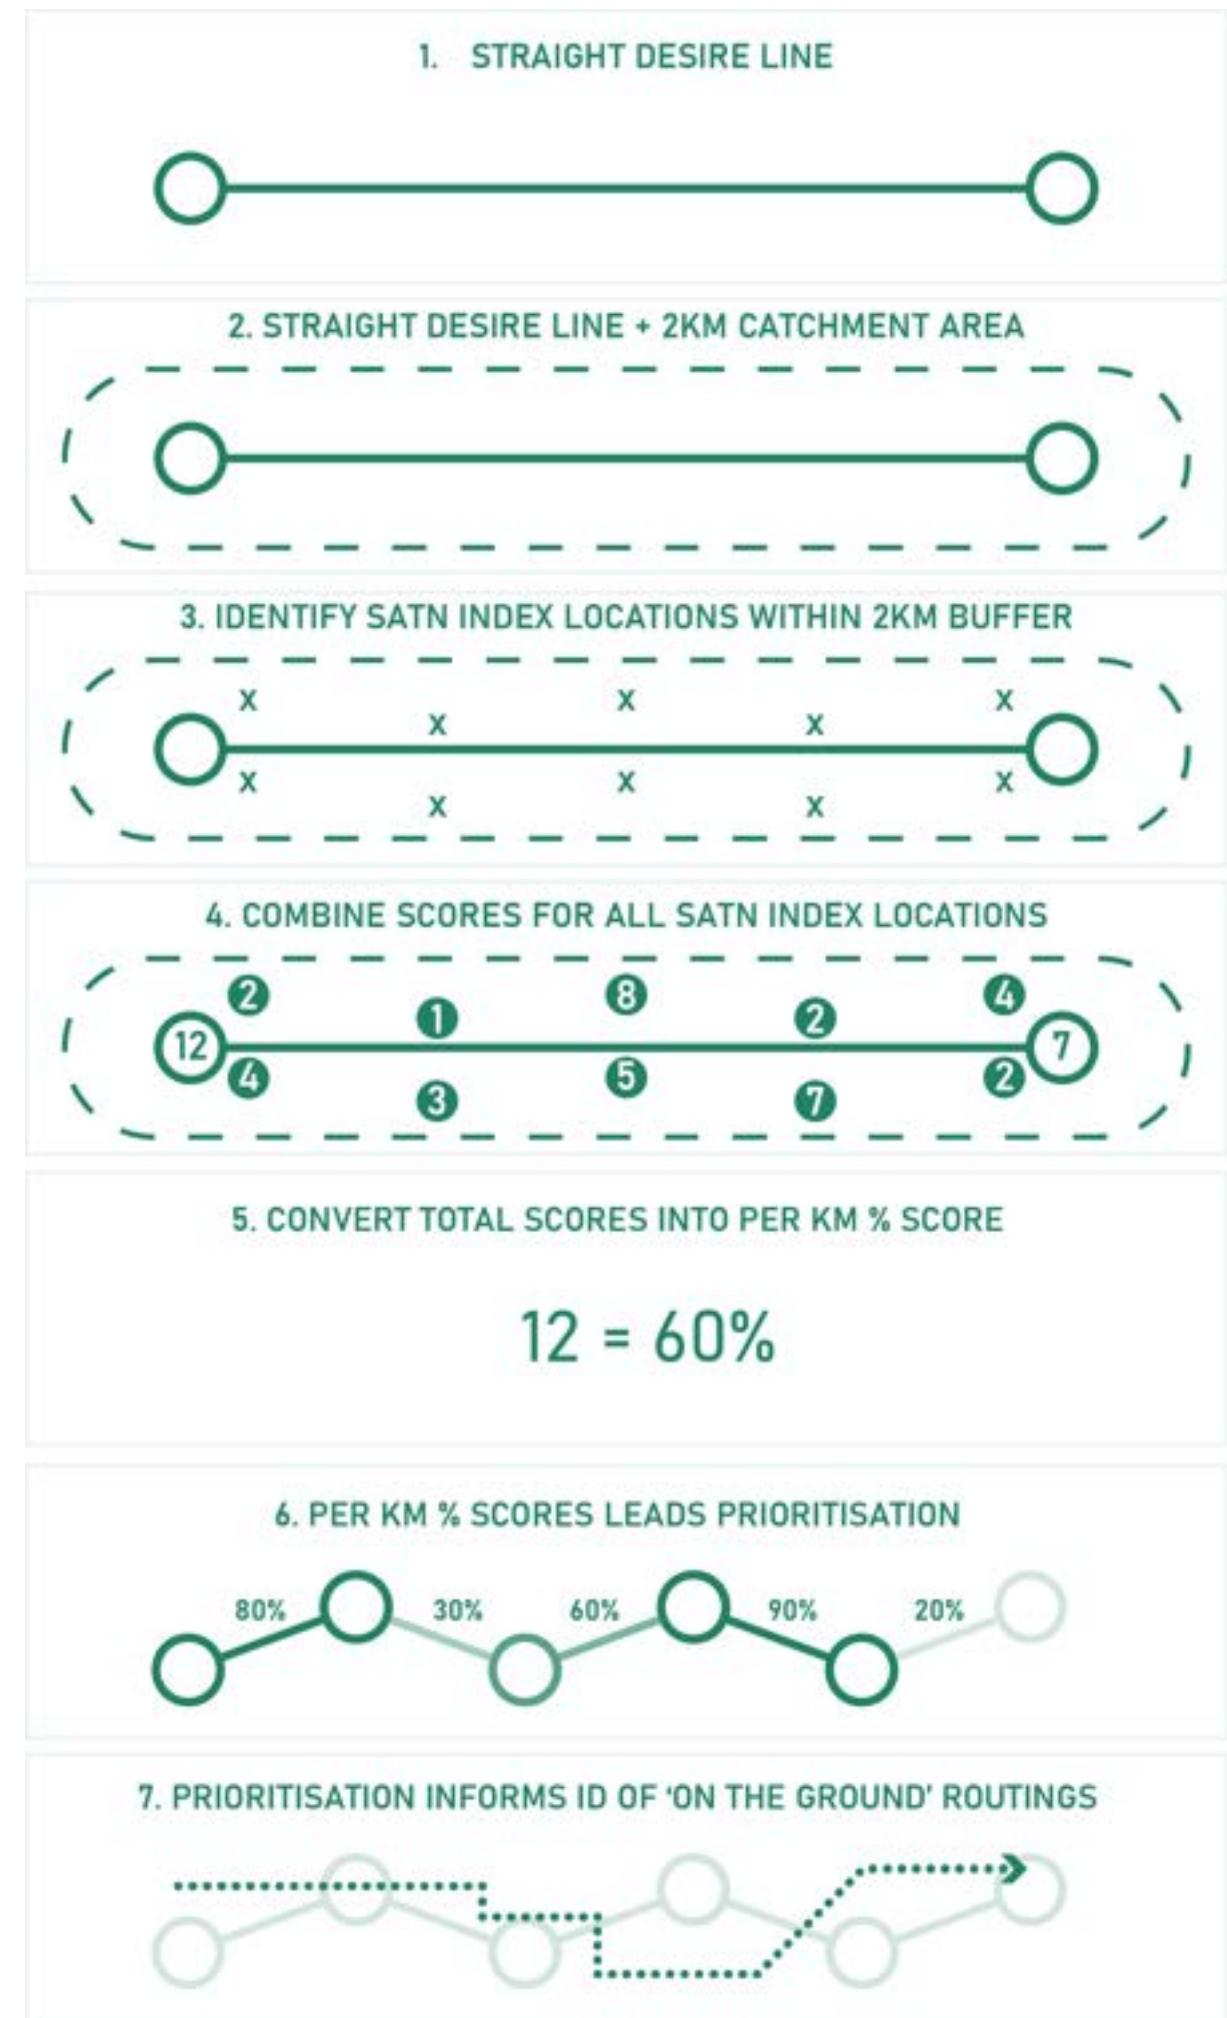 1. STRAIGHT DESIRE LINE
2. STRAIGHT DESIRE LINE + 2KM CATCHMENT AREA
3. IDENTIFY SATN INDEX LOCATIONS WITHIN 2KM BUFFER
X X X X X
X X X X X
4. COMBINE SCORES FOR ALL SATN INDEX LOCATIONS
2 1 8 2 4
12 7
4 3 5 7 2
5. CONVERT TOTAL SCORES INTO PER KM % SCORE
12 = 60%
6. PER KM % SCORES LEADS PRIORITISATION
80% 30% 60% 90% 20%
7. PRIORITISATION INFORMS ID OF ‘ON THE GROUND’ ROUTINGS